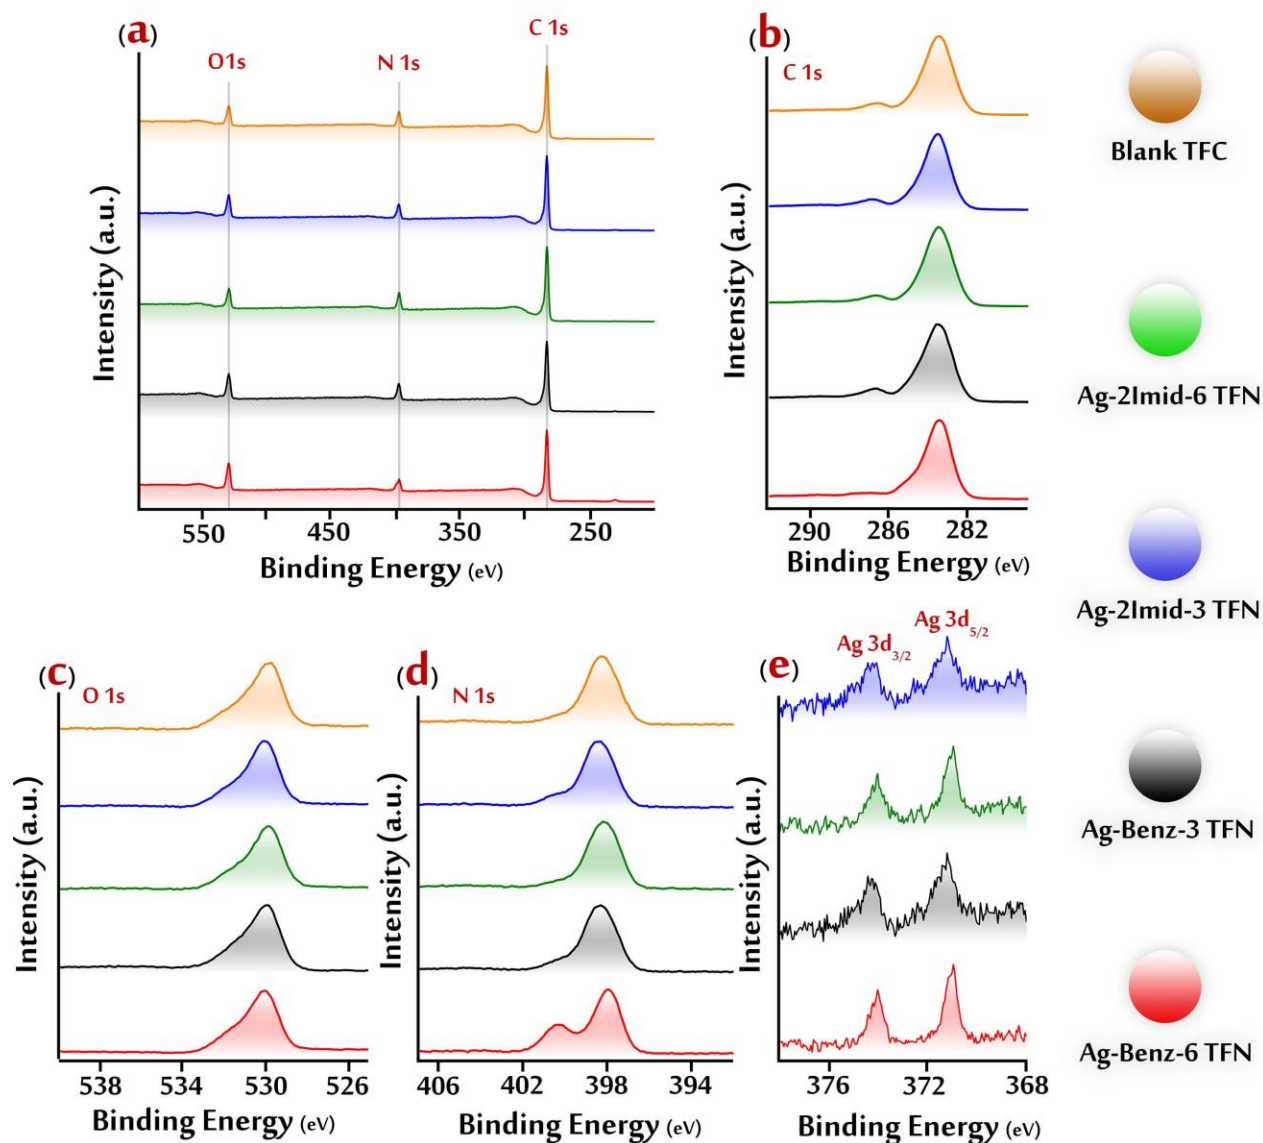 (a)
O1s
N 1s
C 1s
Intensity (a.u.)
550
450
350
250
Binding Energy (eV)
(b)
C 1s
Intensity (a.u.)
290
286
282
Binding Energy (eV)
Blank TFC
Ag-2Imid-6 TFN
Ag-2Imid-3 TFN
Ag-Benz-3 TFN
Ag-Benz-6 TFN
(c)
O 1s
Intensity (a.u.)
538
534
530
526
Binding Energy (eV)
(d)
N 1s
Intensity (a.u.)
406
402
398
394
Binding Energy (eV)
(e)
Ag 3d3/2
Ag 3d5/2
Intensity (a.u.)
376
372
368
Binding Energy (eV)